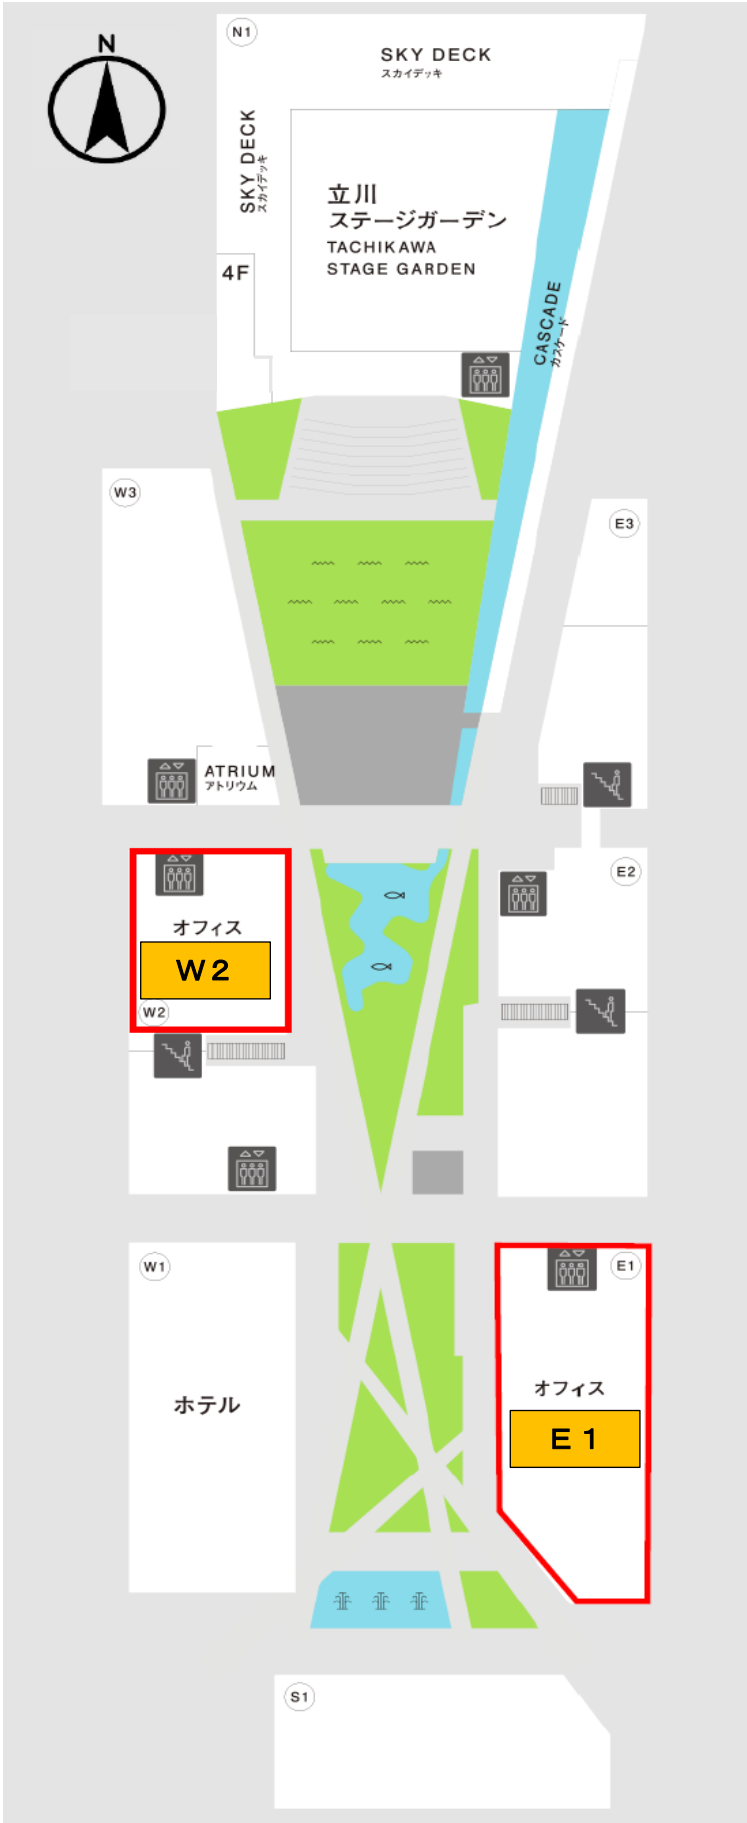 N
N1
SKY DECK
スカイデッキ
SKY DECK
スカイデッキ
立川
ステージガーデン
TACHIKAWA
STAGE GARDEN
4F
CASCADE
カスケード
W3
E3
ATRIUM
アトリウム
E2
オフィス
W2
W2
W1
E1
ホテル
オフィス
E1
S1